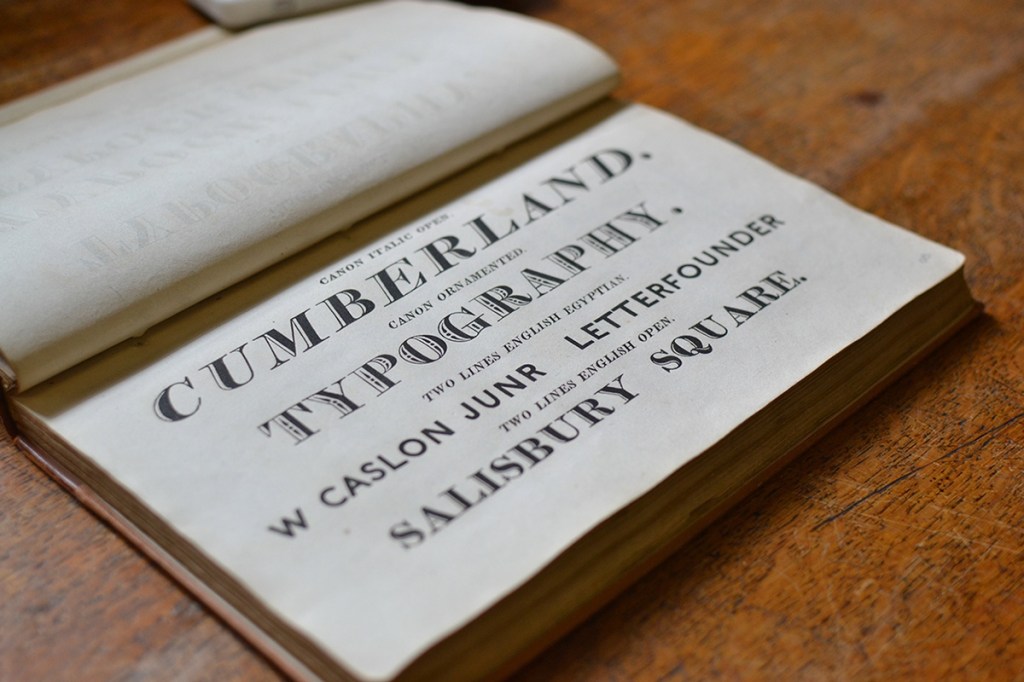 CANON ITALIC OPEN.
CUMBERLAND.
CANON ORNAMENTED.
TYPOGRAPHY.
TWO LINES ENGLISH EGYPTIAN.
W CASLON JUNR LETTERFOUNDER
TWO LINES ENGLISH OPEN.
SALISBURY SQUARE.